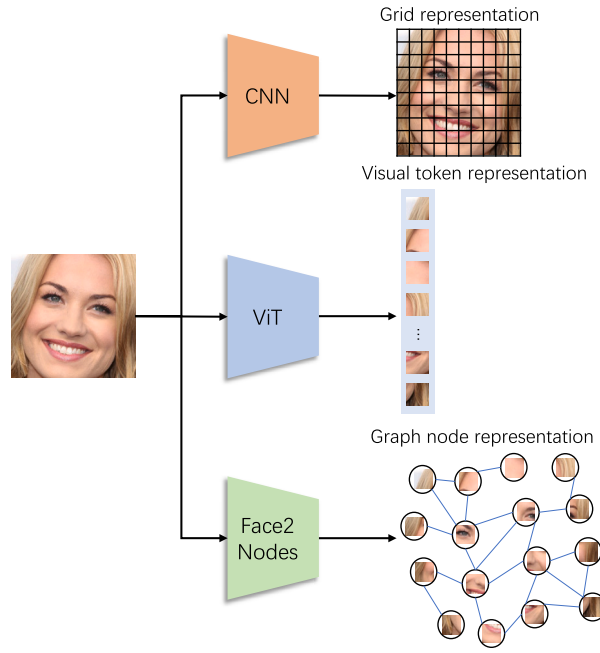 Grid representation
CNN
Visual token representation
ViT
...
Graph node representation
Face2
Nodes